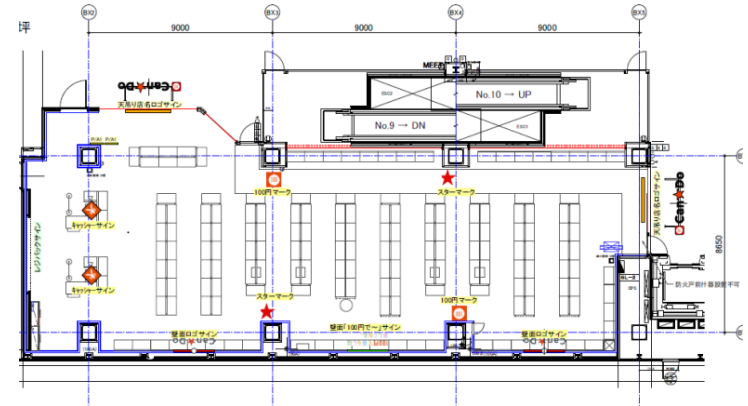 坪
BX2
BX3
BX4
BX5
9000
9000
9000
Can★Do
天吊り店名ロゴサイン
No.10 → UP
No.9 → DN
100円マーク
スターマーク
天吊り店名ロゴサイン
Can★Do
8650
キャッシャーサイン
レジバックサイン
キャッシャーサイン
スターマーク
100円マーク
防火戸前什器設置不可
壁面ロゴサイン
壁面「100円で〜」サイン
壁面ロゴサイン